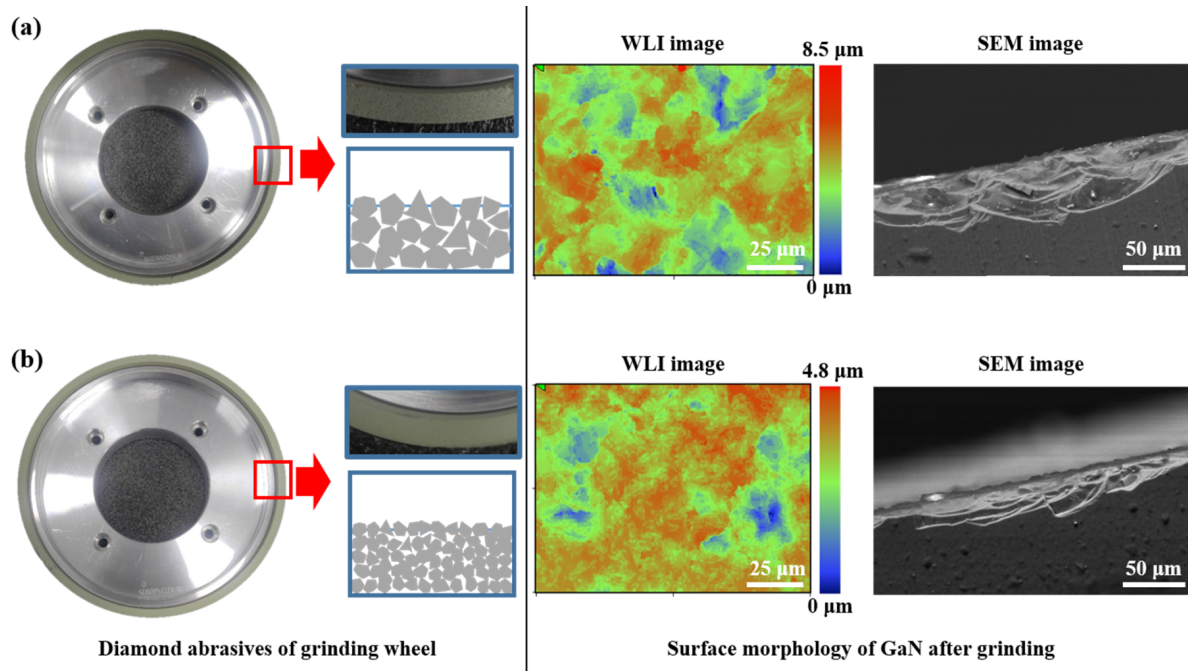 (a)
WLI image
SEM image
8.5 μm
25 μm
0 μm
50 μm
(b)
WLI image
SEM image
4.8 μm
25 μm
0 μm
50 μm
Diamond abrasives of grinding wheel
Surface morphology of GaN after grinding